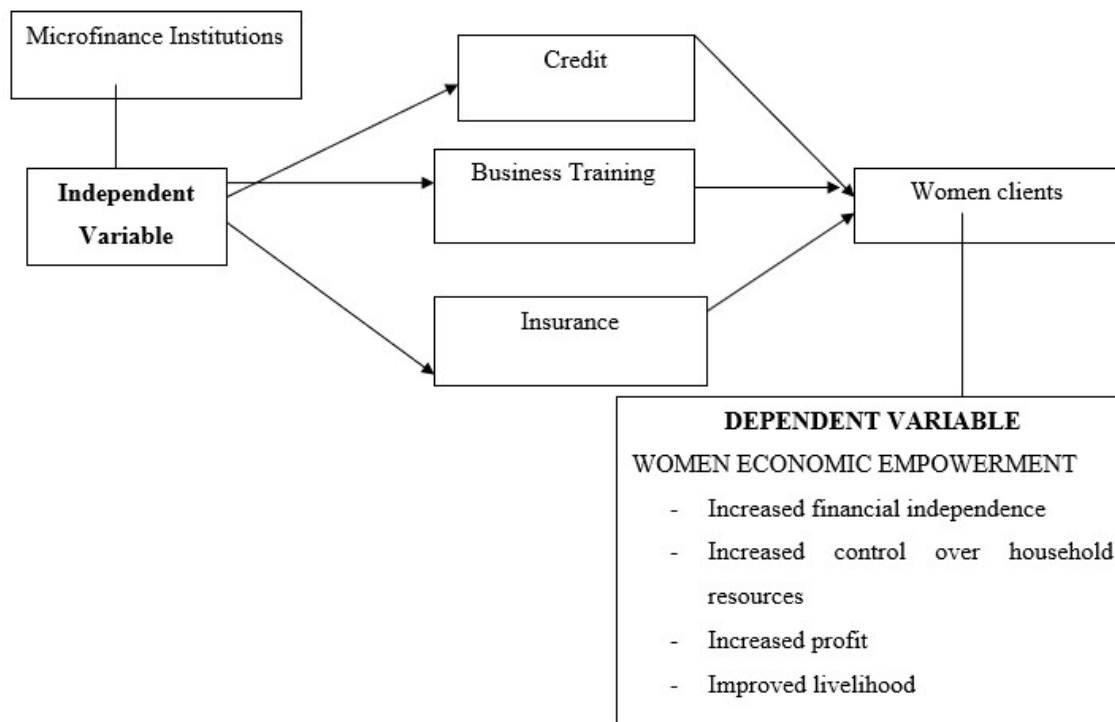 Microfinance Institutions
Credit
Business Training
Independent
Variable
Women clients
Insurance
DEPENDENT VARIABLE
WOMEN ECONOMIC EMPOWERMENT
- Increased financial independence
- Increased control over household
resources
- Increased profit
- Improved livelihood